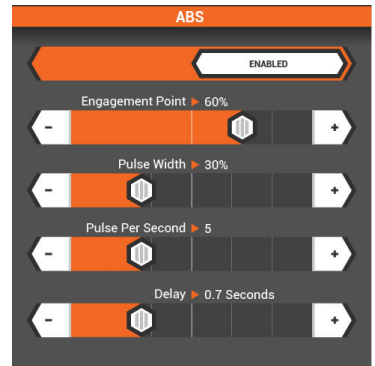 ABS
ENABLED
Engagement Point ▶ 60%
- +
Pulse Width ▶ 30%
- +
Pulse Per Second ▶ 5
- +
Delay ▶ 0.7 Seconds
- +